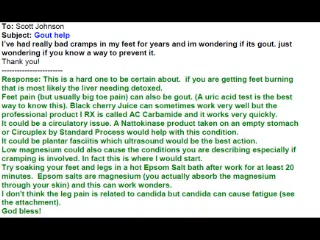 To: Scott Johnson
Subject: Gout help
I've had really bad cramps in my feet for years and im wondering if its gout. just
wondering if you know a way to prevent it.
Thank you!
------------------------
Response: This is a hard one to be certain about.  if you are getting feet burning
that is most likely the liver needing detoxed.
Feet pain (but usually big toe pain) can also be gout. (A uric acid test is the best
way to know this). Black cherry Juice can sometimes work very well but the
professional product I RX is called AC Carbamide and it works very quickly.
It could be a circulatory issue. A Nattokinase product taken on an empty stomach
or Circuplex by Standard Process would help with this condition.
It could be plantar fasciitis which ultrasound would be the best action.
Low magnesium could also cause the conditions you are describing especially if
cramping is involved. In fact this is where I would start.
Try soaking your feet and legs in a hot Epsom Salt bath after work for at least 20
minutes.  Epsom salts are magnesium (you actually absorb the magnesium
through your skin) and this can work wonders.
I don't think the leg pain is related to candida but candida can cause fatigue (see
the attachment).
God bless!